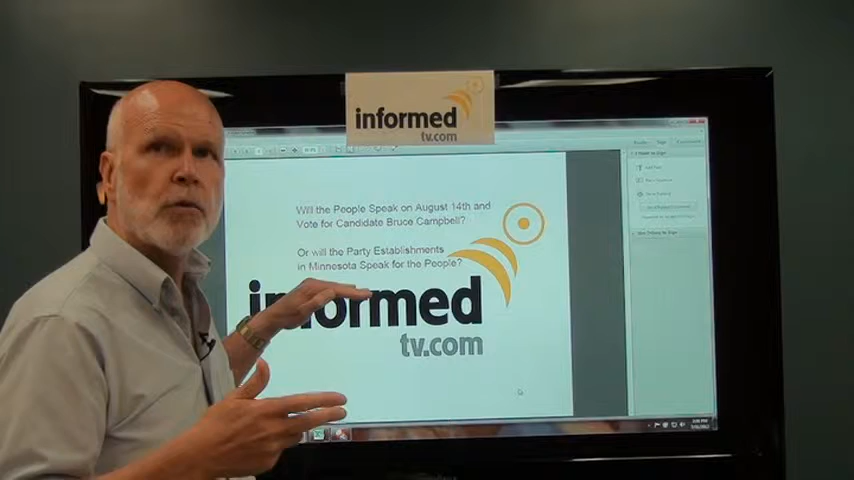 informed
tv.com
Will the People Speak on August 14th and
Vote for Candidate Bruce Campbell?
Or will the Party Establishments
in Minnesota Speak for the People?
informed
tv.com